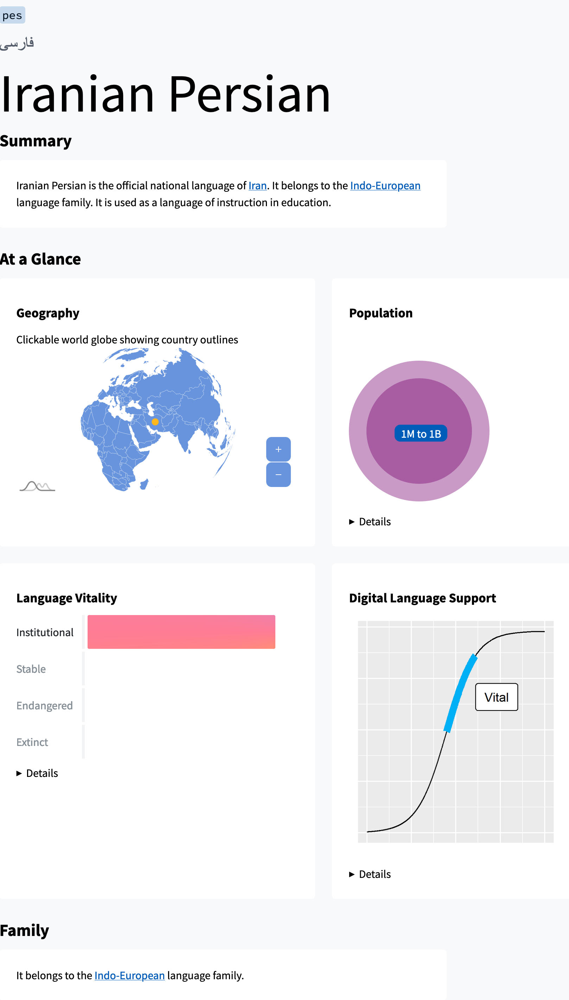 pes
فارسی
Iranian Persian
Summary
Iranian Persian is the official national language of Iran. It belongs to the Indo-European
language family. It is used as a language of instruction in education.
At a Glance
Geography
Clickable world globe showing country outlines
+
−
Population
1M to 1B
▶ Details
Language Vitality
Institutional
Stable
Endangered
Extinct
▶ Details
Digital Language Support
Vital
▶ Details
Family
It belongs to the Indo-European language family.